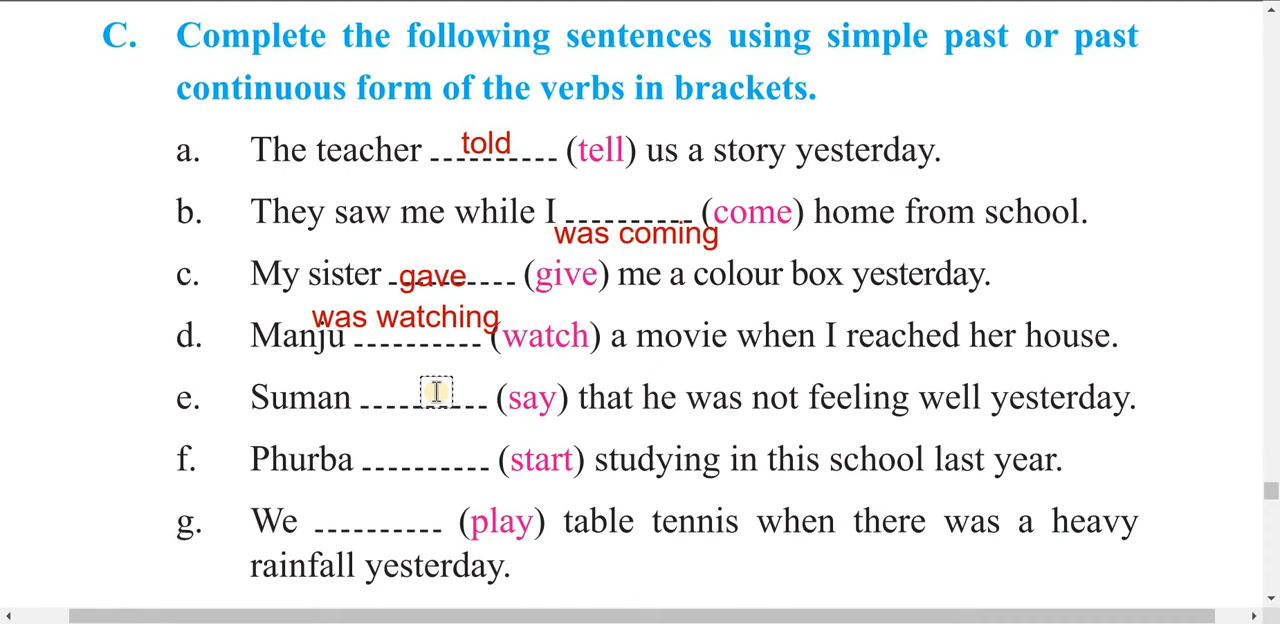 C. Complete the following sentences using simple past or past
continuous form of the verbs in brackets.
a. The teacher told (tell) us a story yesterday.
b. They saw me while I ---------- (come) home from school.
was coming
c. My sister gave (give) me a colour box yesterday.
was watching
d. Manju ---------- (watch) a movie when I reached her house.
e. Suman ---------- (say) that he was not feeling well yesterday.
f. Phurba ---------- (start) studying in this school last year.
g. We ---------- (play) table tennis when there was a heavy
rainfall yesterday.